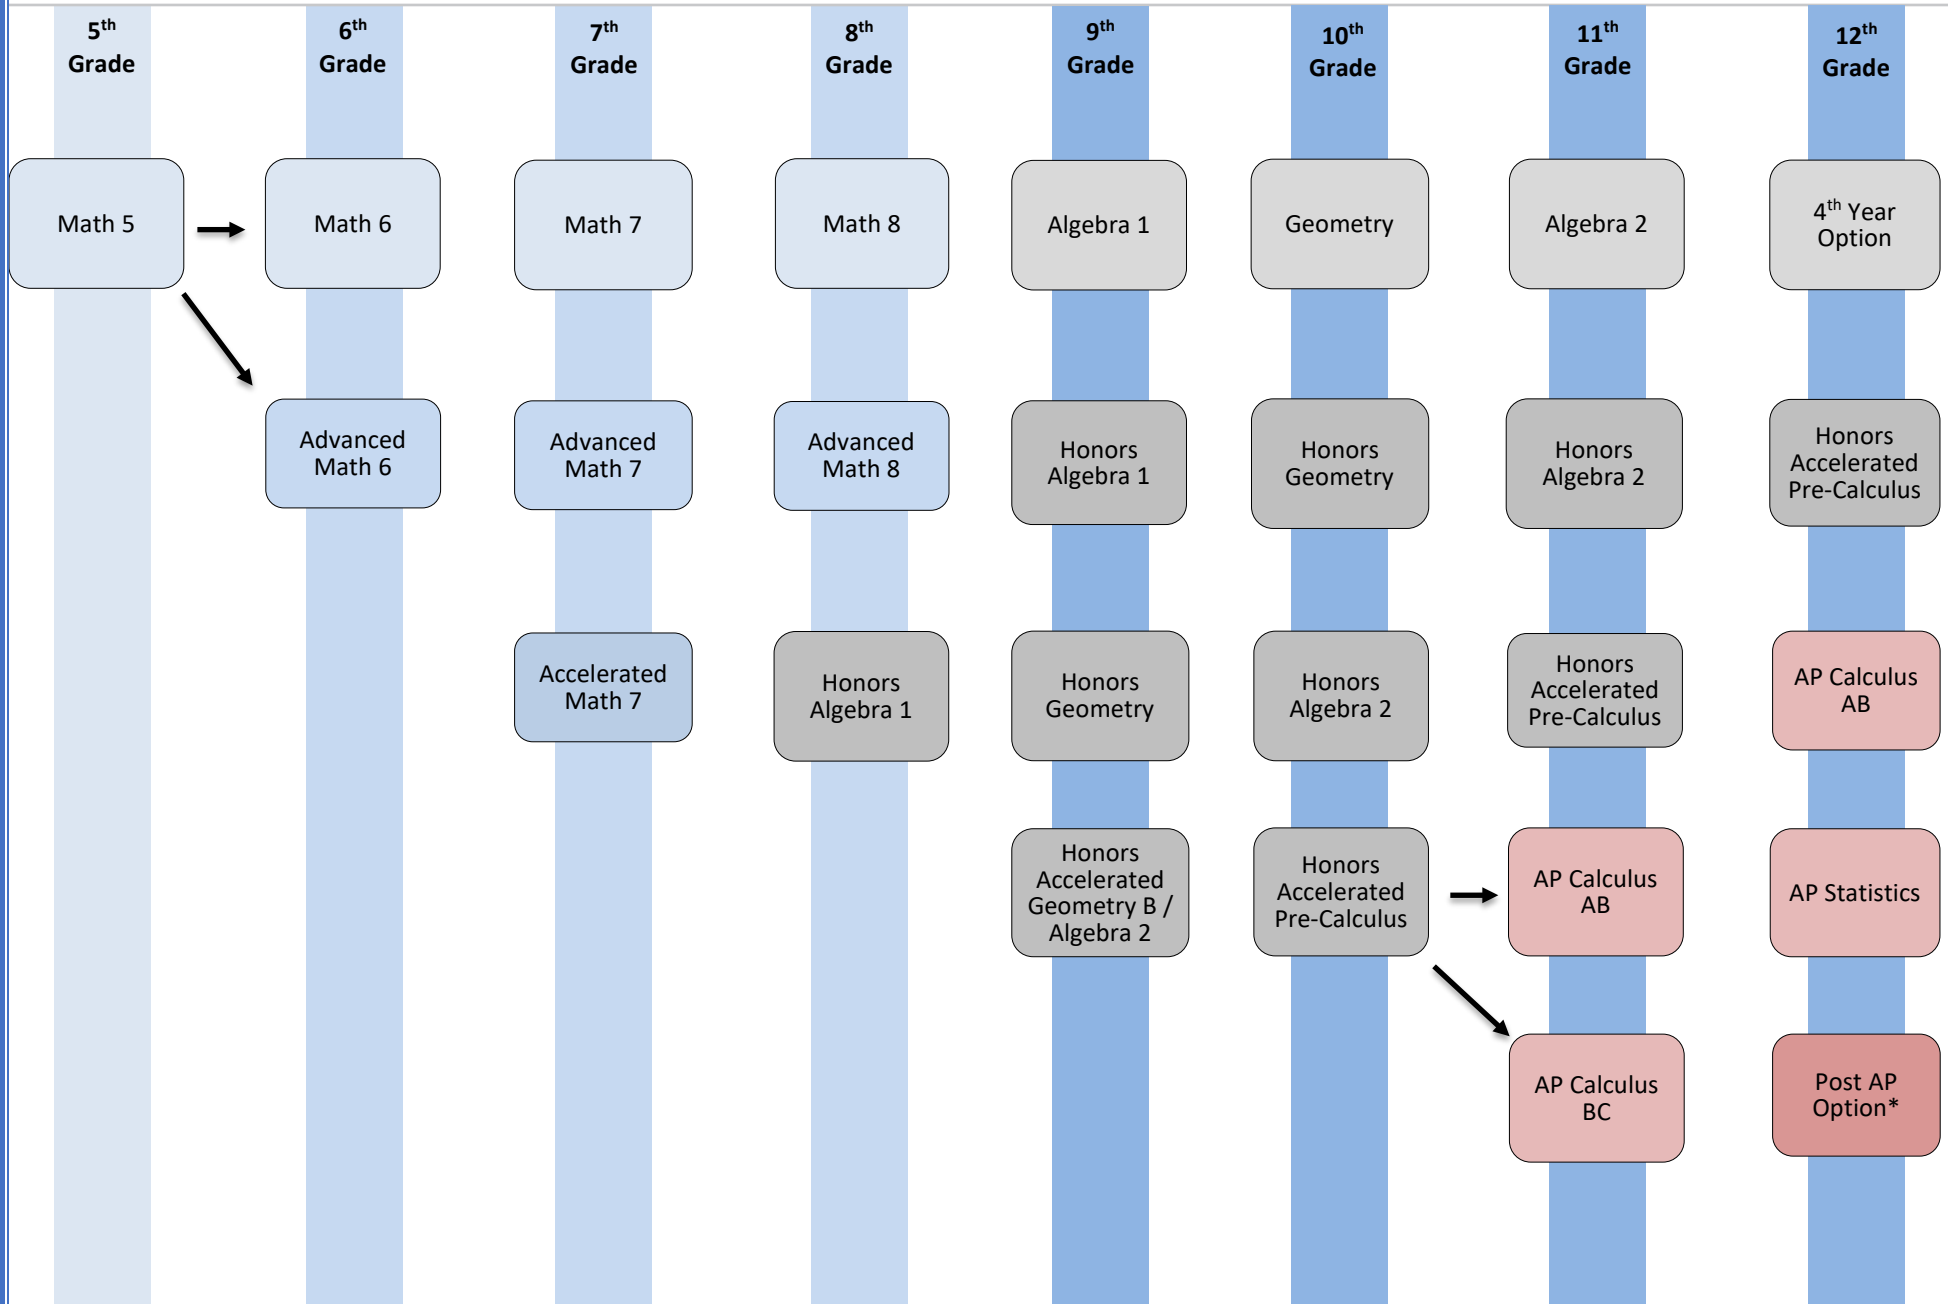 5th
Grade
6th
Grade
7th
Grade
8th
Grade
9th
Grade
10th
Grade
11th
Grade
12th
Grade
Math 5
Math 6
Math 7
Math 8
Algebra 1
Geometry
Algebra 2
4th Year
Option
Advanced
Math 6
Advanced
Math 7
Advanced
Math 8
Honors
Algebra 1
Honors
Geometry
Honors
Algebra 2
Honors
Accelerated
Pre-Calculus
Accelerated
Math 7
Honors
Algebra 1
Honors
Geometry
Honors
Algebra 2
Honors
Accelerated
Pre-Calculus
AP Calculus
AB
Honors
Accelerated
Geometry B /
Algebra 2
Honors
Accelerated
Pre-Calculus
AP Calculus
AB
AP Statistics
AP Calculus
BC
Post AP
Option*